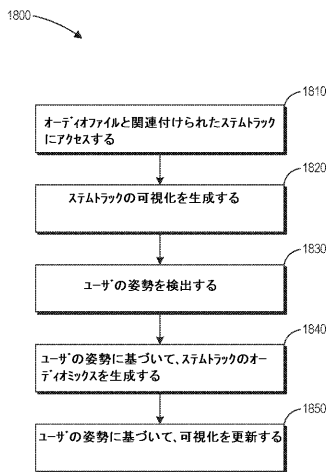 1800
1810
オーディオファイルと関連付けられたステムトラック
にアクセスする
1820
ステムトラックの可視化を生成する
1830
ユーザの姿勢を検出する
1840
ユーザの姿勢に基づいて、ステムトラックのオー
ディオミックスを生成する
1850
ユーザの姿勢に基づいて、可視化を更新する